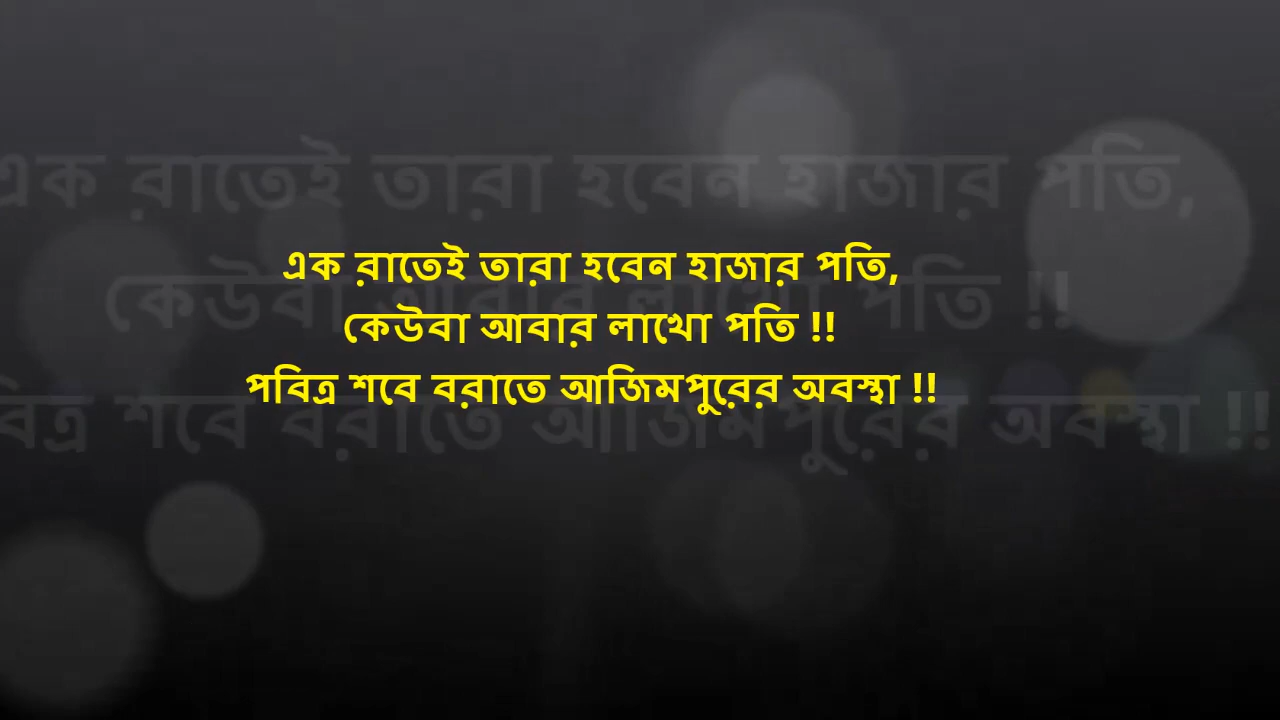 এক রাতেই তারা হবেন হাজার পতি,
কেউবা আবার লাখো পতি !!
পবিত্র শবে বরাতে আজিমপুরের অবস্থা !!